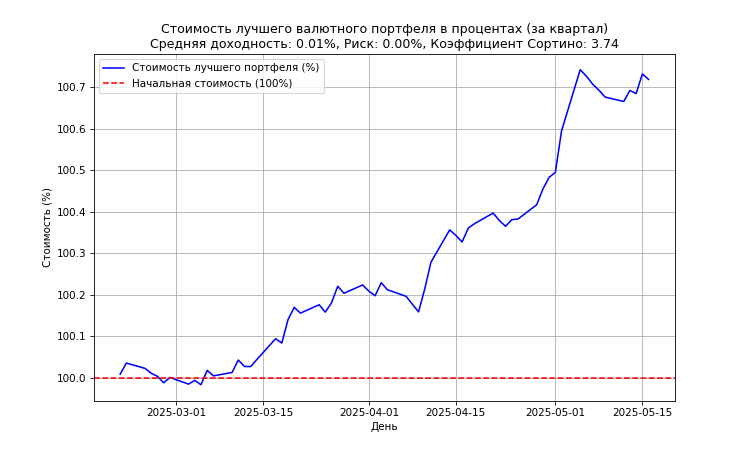 Стоимость лучшего валютного портфеля в процентах (за квартал)
Средняя доходность: 0.01%, Риск: 0.00%, Коэффициент Сортино: 3.74
Стоимость лучшего портфеля (%)
Начальная стоимость (100%)
Стоимость (%)
100.7
100.6
100.5
100.4
100.3
100.2
100.1
100.0
2025-03-01 2025-03-15 2025-04-01 2025-04-15 2025-05-01 2025-05-15
День